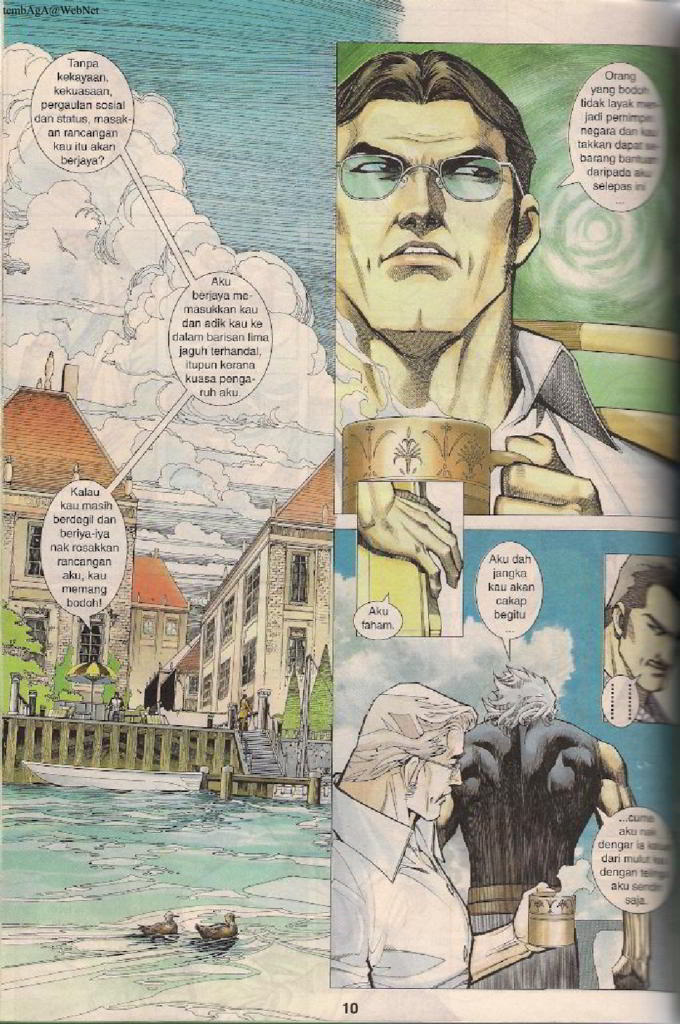 tembAgA@WebNet
Tanpa
kekayaan,
kekuasaan,
pergaulan sosial
dan status, masak-
an rancangan
kau itu akan
berjaya?
Aku
berjaya me-
masukkan kau
dan adik kau ke
dalam barisan lima
jaguh terhandal,
itupun kerana
kuasa penga-
ruh aku.
Kalau
kau masih
berdegil dan
beriya-iya
nak rosakkan
rancangan
aku, kau
memang
bodoh!
Orang
yang bodoh
tidak layak men-
jadi pemimpin
negara dan kau
takkan dapat se-
barang bantuan
daripada aku
selepas ini
...
Aku
faham.
Aku dah
jangka kau
akan
cakap
begitu
...
...cuma
aku nak
dengar ia
dari mulut kau
dengan telinga
aku sendiri
saja.
10